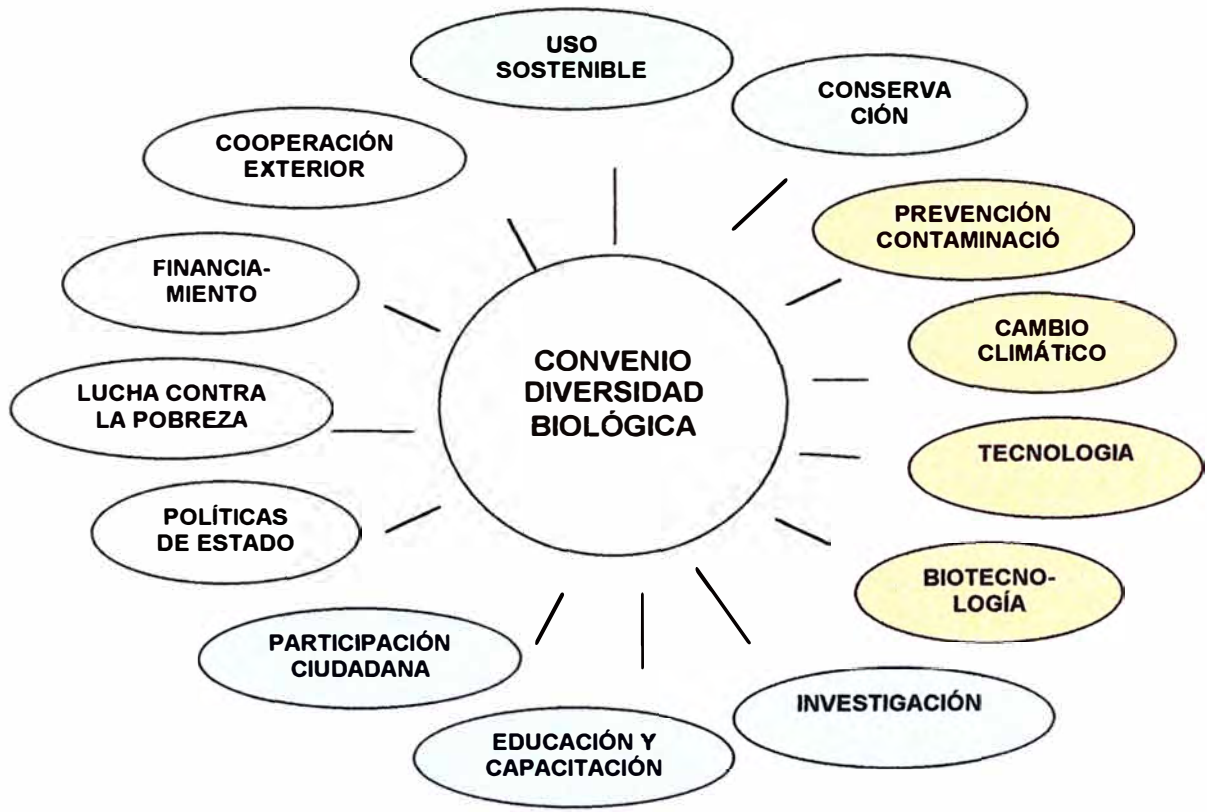 USO
SOSTENIBLE
CONSERVA
CIÓN
COOPERACIÓN
EXTERIOR
PREVENCIÓN
CONTAMINACIÓ
FINANCIA-
MIENTO
CAMBIO
CLIMÁTICO
CONVENIO
DIVERSIDAD
BIOLÓGICA
LUCHA CONTRA
LA POBREZA
TECNOLOGIA
POLÍTICAS
DE ESTADO
BIOTECNO-
LOGÍA
PARTICIPACIÓN
CIUDADANA
INVESTIGACIÓN
EDUCACIÓN Y
CAPACITACIÓN